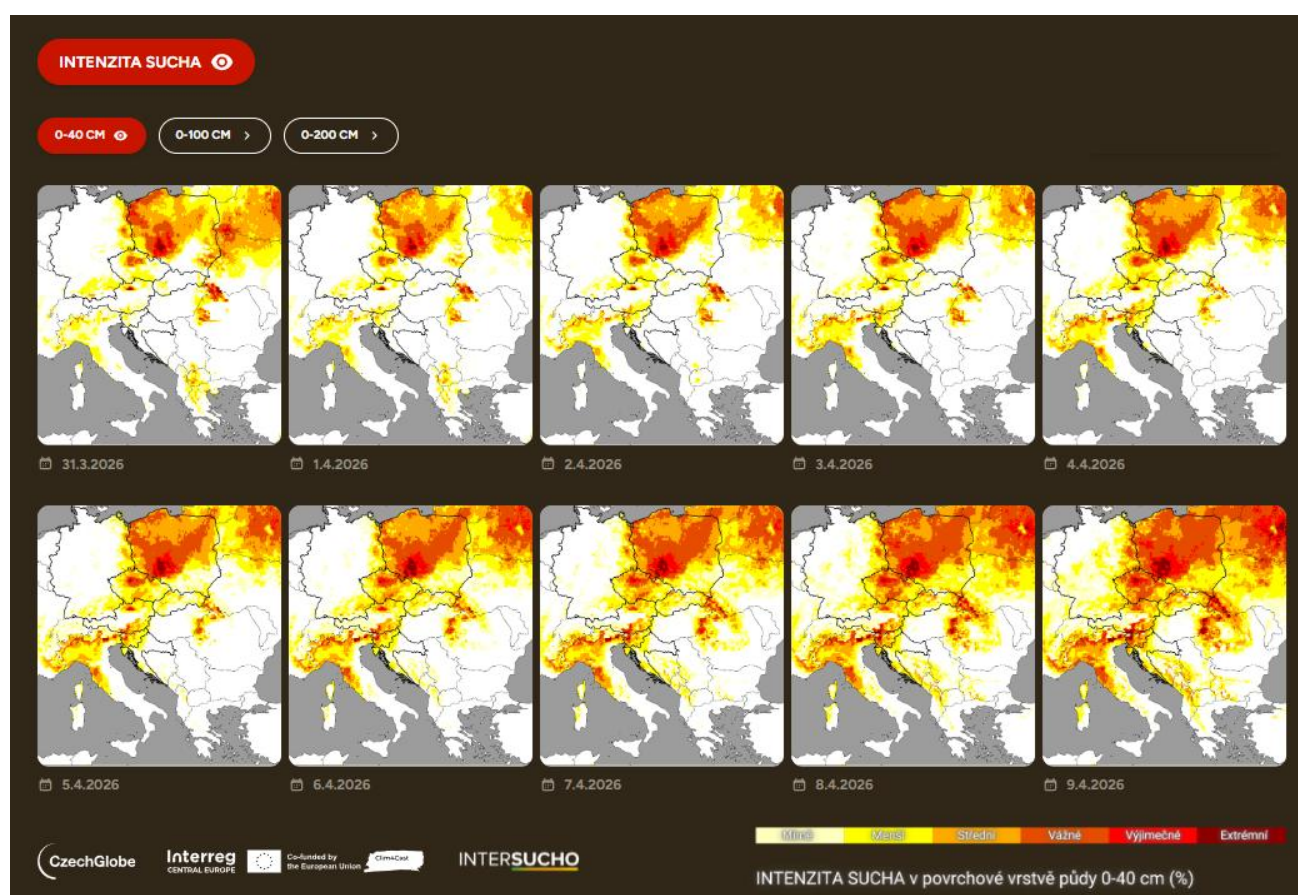 INTENZITA SUCHA
0-40 CM
0-100 CM
0-200 CM
31.3.2026
1.4.2026
2.4.2026
3.4.2026
4.4.2026
5.4.2026
6.4.2026
7.4.2026
8.4.2026
9.4.2026
Mírné Menší Střední Vážné Výjimečné Extrémní
CzechGlobe
Interreg
CENTRAL EUROPE
Co-funded by
the European Union
Clim4Cast
INTERSUCHO
INTENZITA SUCHA v povrchové vrstvě půdy 0-40 cm (%)